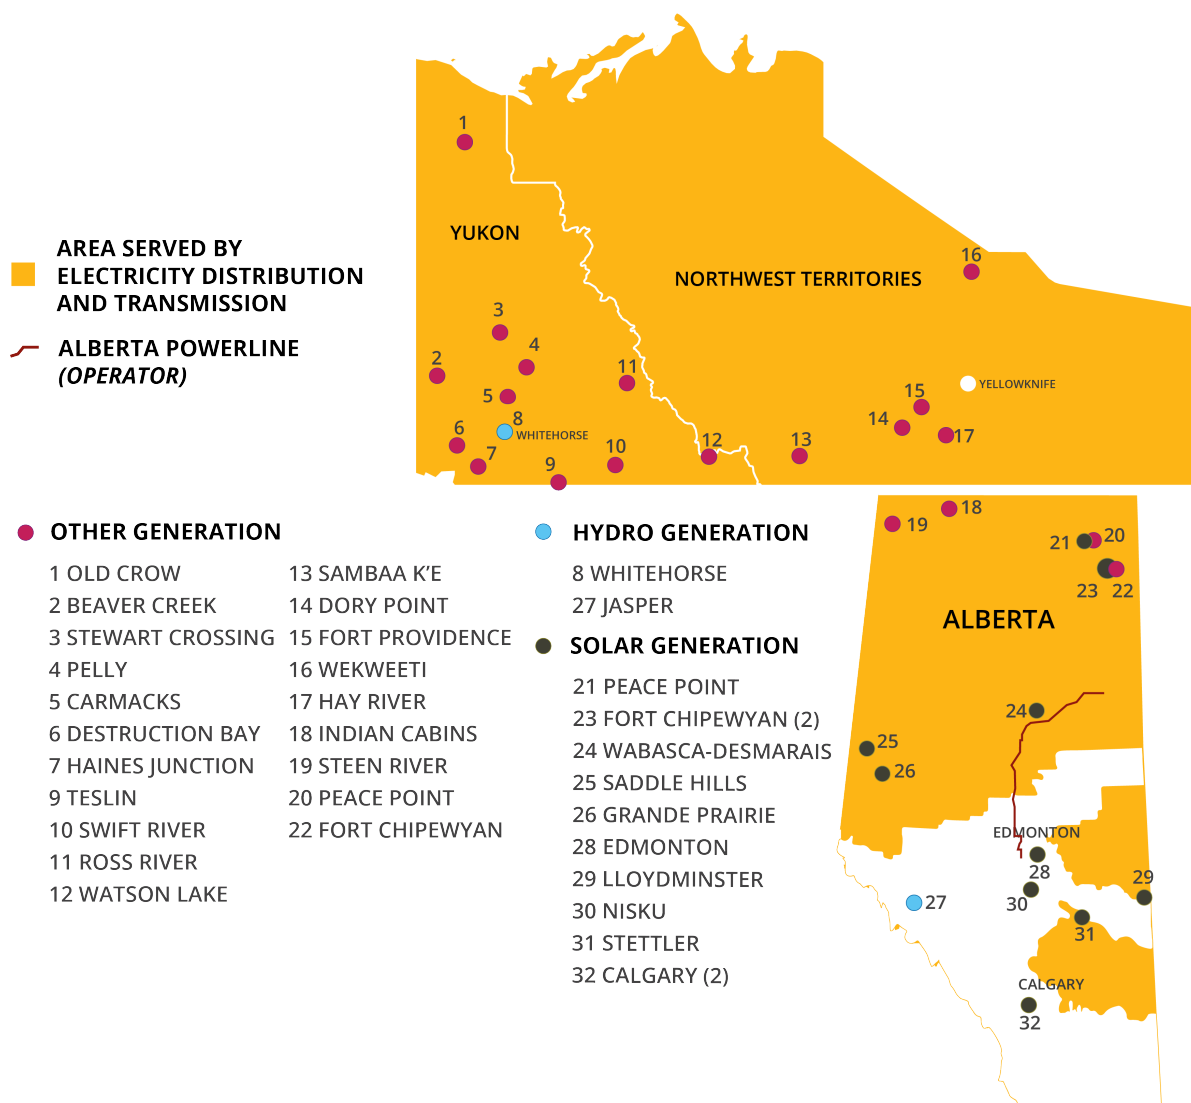 1
YUKON
AREA SERVED BY
ELECTRICITY DISTRIBUTION
AND TRANSMISSION
ALBERTA POWERLINE
(OPERATOR)
NORTHWEST TERRITORIES
16
3
4
2
11
YELLOWKNIFE
5
15
8
14
WHITEHORSE
6
17
7
10
12
13
9
OTHER GENERATION
1 OLD CROW
2 BEAVER CREEK
3 STEWART CROSSING
4 PELLY
5 CARMACKS
6 DESTRUCTION BAY
7 HAINES JUNCTION
9 TESLIN
10 SWIFT RIVER
11 ROSS RIVER
12 WATSON LAKE
13 SAMBAA K’E
14 DORY POINT
15 FORT PROVIDENCE
16 WEKWEETI
17 HAY RIVER
18 INDIAN CABINS
19 STEEN RIVER
20 PEACE POINT
22 FORT CHIPEWYAN
HYDRO GENERATION
8 WHITEHORSE
27 JASPER
SOLAR GENERATION
21 PEACE POINT
23 FORT CHIPEWYAN (2)
24 WABASCA-DESMARAIS
25 SADDLE HILLS
26 GRANDE PRAIRIE
28 EDMONTON
29 LLOYDMINSTER
30 NISKU
31 STETTLER
32 CALGARY (2)
18
19
20
21
23
22
ALBERTA
24
25
26
EDMONTON
28
29
27
30
31
CALGARY
32